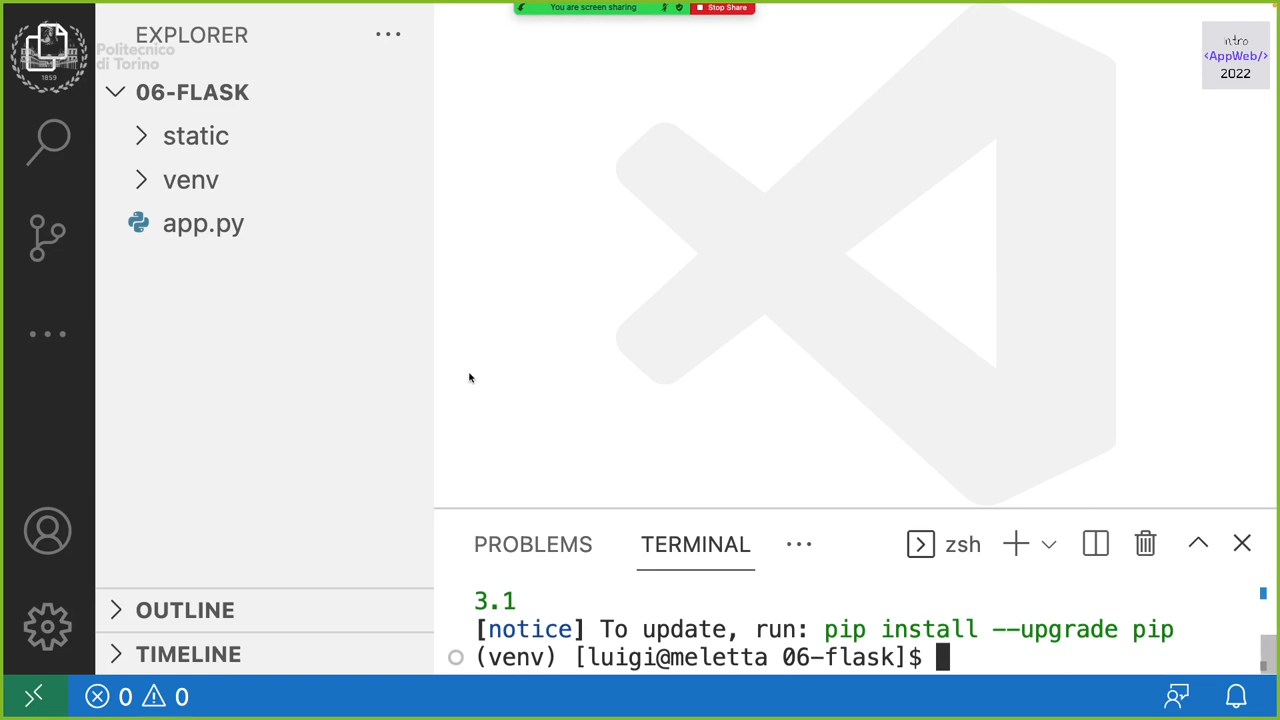 You are screen sharing
Stop Share
Politecnico
di Torino
1859
EXPLORER
intro
<AppWeb/>
2022
06-FLASK
static
venv
app.py
PROBLEMS
TERMINAL
zsh
3.1
[notice] To update, run: pip install --upgrade pip
(venv) [luigi@meletta 06-flask]$
OUTLINE
TIMELINE
0
0